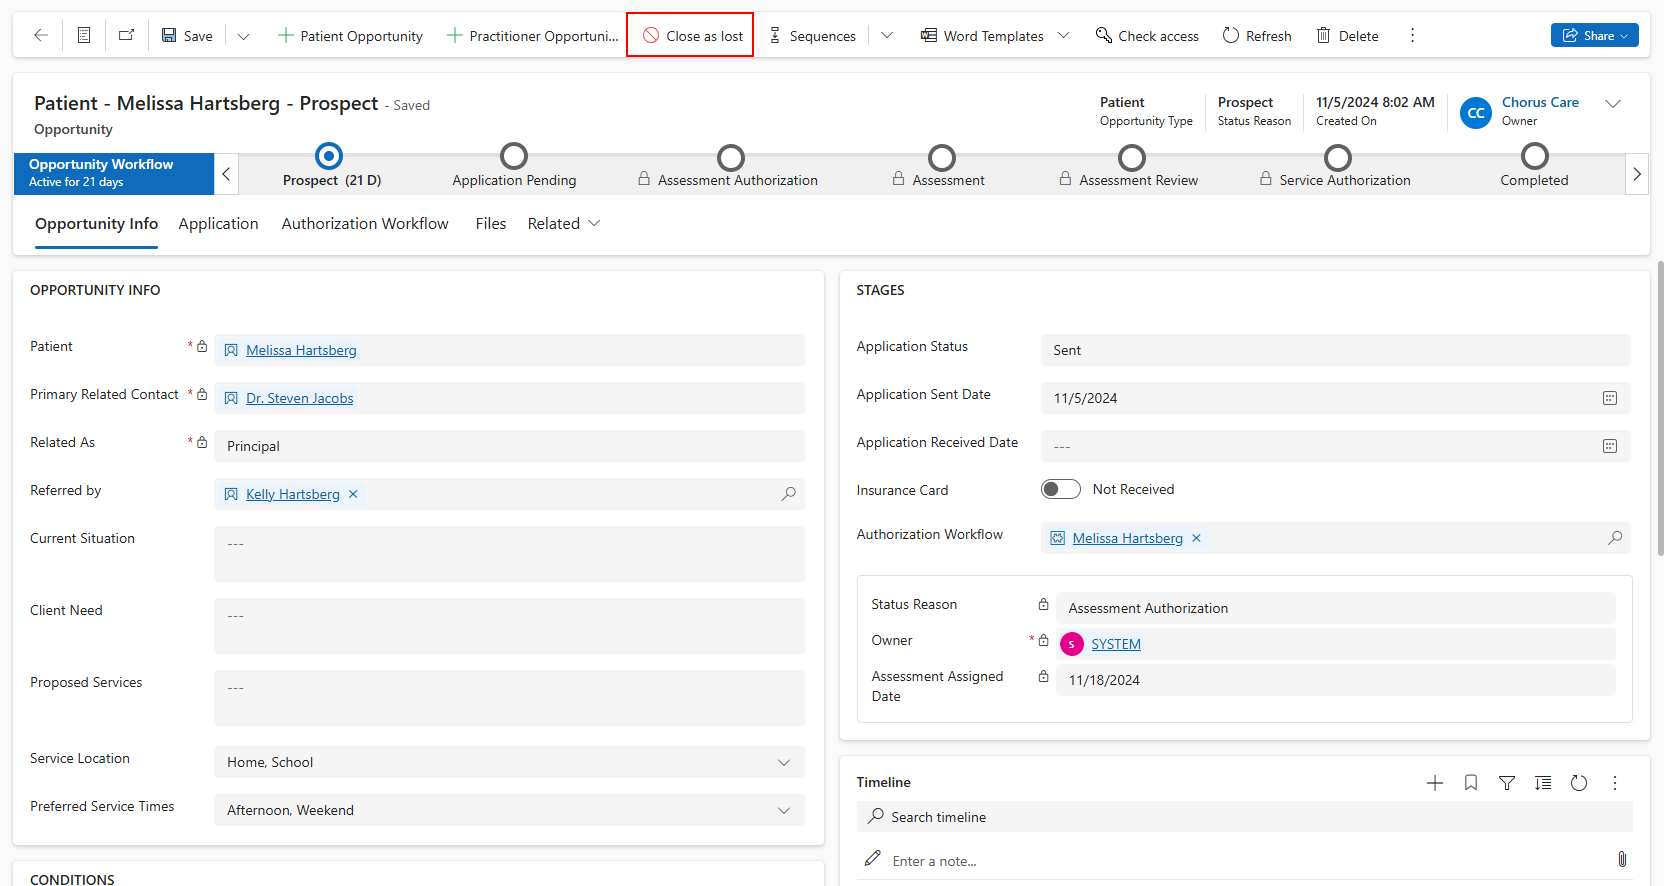 Save
Patient Opportunity
Practitioner Opportuni...
Close as lost
Sequences
Word Templates
Check access
Refresh
Delete
Share
Patient - Melissa Hartsberg - Prospect - Saved
Opportunity
Patient
Opportunity Type
Prospect
Status Reason
11/5/2024 8:02 AM
Created On
CC
Chorus Care
Owner
Opportunity Workflow
Active for 21 days
Prospect (21 D)
Application Pending
Assessment Authorization
Assessment
Assessment Review
Service Authorization
Completed
Opportunity Info
Application
Authorization Workflow
Files
Related
OPPORTUNITY INFO
Patient *
Melissa Hartsberg
Primary Related Contact *
Dr. Steven Jacobs
Related As *
Principal
Referred by
Kelly Hartsberg
Current Situation
---
Client Need
---
Proposed Services
---
Service Location
Home, School
Preferred Service Times
Afternoon, Weekend
CONDITIONS
STAGES
Application Status
Sent
Application Sent Date
11/5/2024
Application Received Date
---
Insurance Card
Not Received
Authorization Workflow
Melissa Hartsberg
Status Reason
Assessment Authorization
Owner *
S SYSTEM
Assessment Assigned
Date
11/18/2024
Timeline
Search timeline
Enter a note...